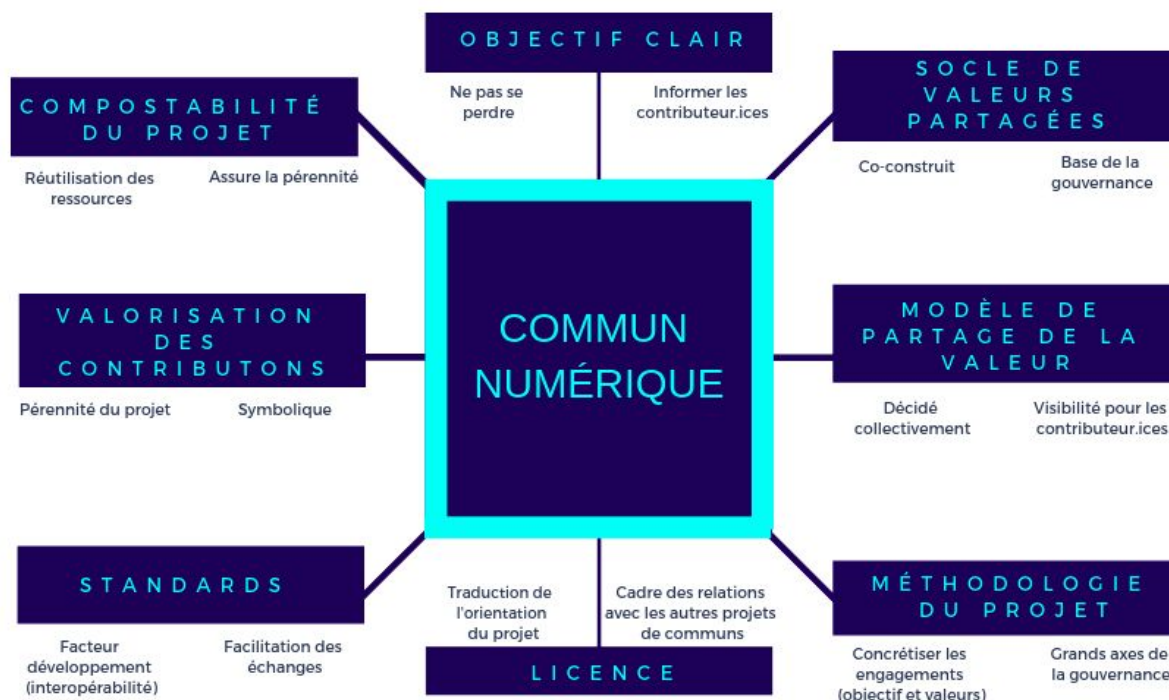 OBJECTIF CLAIR
Ne pas se
perdre
Informer les
contributeur.ices
SOCLE DE
VALEURS
PARTAGÉES
Co-construit
Base de la
gouvernance
COMPOSTABILITÉ
DU PROJET
Réutilisation des
ressources
Assure la pérennité
COMMUN
NUMÉRIQUE
VALORISATION
DES
CONTRIBUTONS
Pérennité du projet
Symbolique
MODÈLE DE
PARTAGE DE LA
VALEUR
Décidé
collectivement
Visibilité pour les
contributeur.ices
STANDARDS
Facteur
développement
(interopérabilité)
Facilitation des
échanges
Traduction de
l'orientation
du projet
Cadre des relations
avec les autres projets
de communs
LICENCE
MÉTHODOLOGIE
DU PROJET
Concrétiser les
engagements
(objectif et valeurs)
Grands axes de
la gouvernance